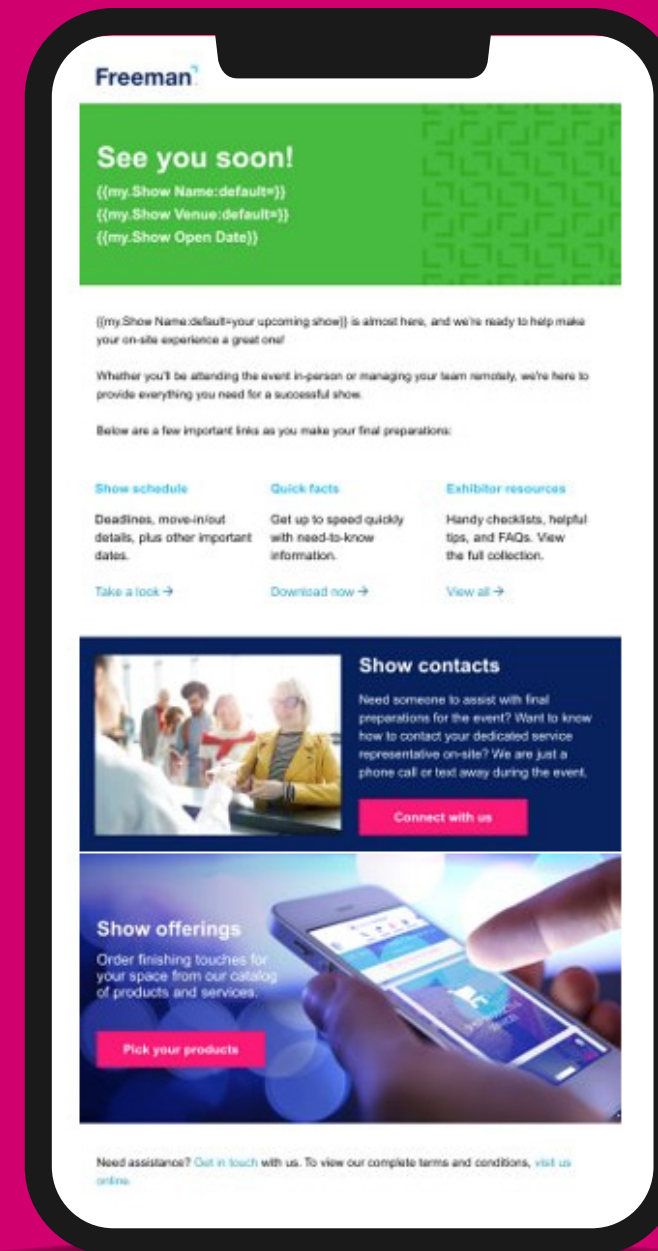 Freeman
See you soon!
{{my.Show Name:default=}}
{{my.Show Venue:default=}}
{{my.Show Open Date}}
{{my.Show Name:default=your upcoming show}} is almost here, and we're ready to help make
your on-site experience a great one!
Whether you'll be attending the event in-person or managing your team remotely, we're here to
provide everything you need for a successful show.
Below are a few important links as you make your final preparations:
Show schedule
Deadlines, move-in/out
details, plus other important
dates.
Take a look →
Quick facts
Get up to speed quickly
with need-to-know
information.
Download now →
Exhibitor resources
Handy checklists, helpful
tips, and FAQs. View
the full collection.
View all →
Show contacts
Need someone to assist with final
preparations for the event? Want to know
how to contact your dedicated service
representative on-site? We are just a
phone call or text away during the event.
Connect with us
Show offerings
Order finishing touches for
your space from our catalog
of products and services.
Pick your products
Need assistance? Get in touch with us. To view our complete terms and conditions, visit us
online.